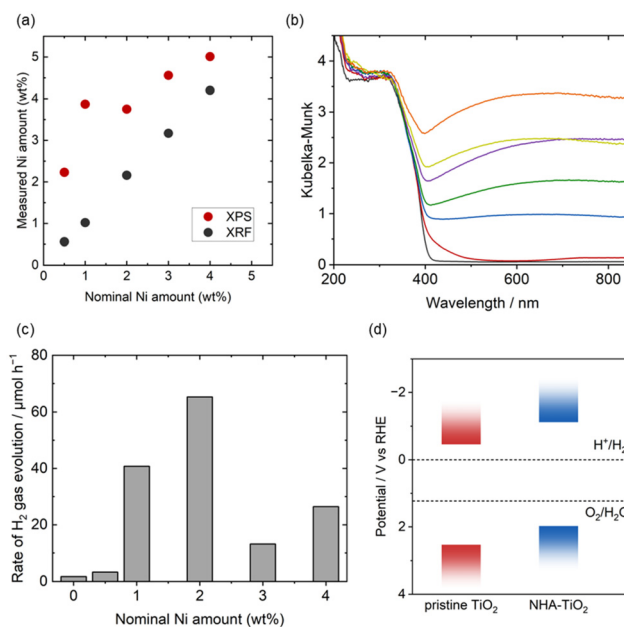 (a)
Measured Ni amount (wt%)
5
4
3
2
1
0
XPS
XRF
0 1 2 3 4 5
Nominal Ni amount (wt%)
(b)
Kubelka-Munk
4
3
2
1
0
200 400 600 800
Wavelength / nm
(c)
Rate of H₂ gas evolution / μmol h⁻¹
80
60
40
20
0
0 1 2 3 4
Nominal Ni amount (wt%)
(d)
Potential / V vs RHE
−2
0
2
4
H⁺/H₂
O₂/H₂O
pristine TiO₂ NHA-TiO₂